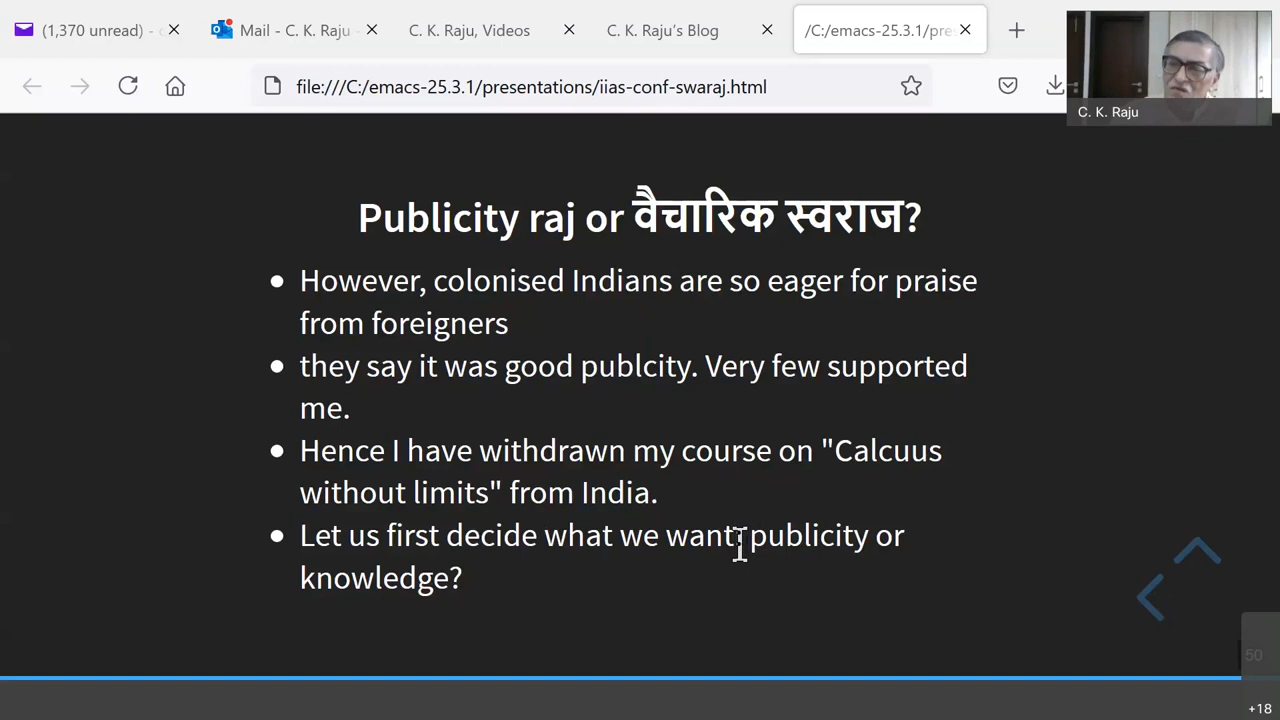 (1,370 unread) -
Mail - C. K. Raju -
C. K. Raju, Videos
C. K. Raju's Blog
/C:/emacs-25.3.1/pre
file:///C:/emacs-25.3.1/presentations/iias-conf-swaraj.html
C. K. Raju
Publicity raj or वैचारिक स्वराज?
However, colonised Indians are so eager for praise
from foreigners
they say it was good publcity. Very few supported
me.
Hence I have withdrawn my course on "Calcuus
without limits" from India.
Let us first decide what we want: publicity or
knowledge?
50
+18